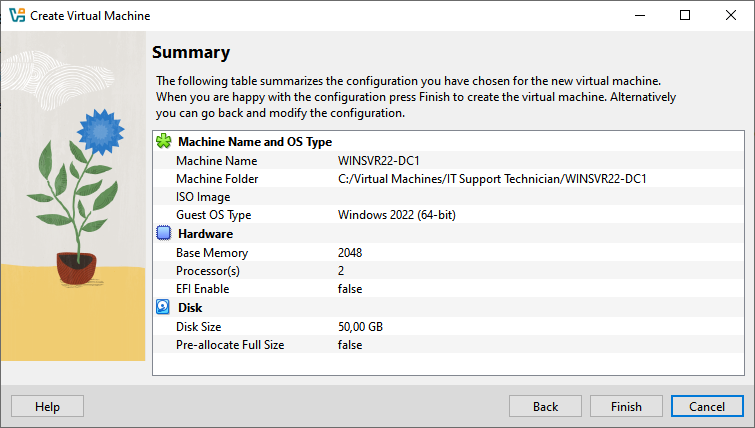 Create Virtual Machine
Summary
The following table summarizes the configuration you have chosen for the new virtual machine.
When you are happy with the configuration press Finish to create the virtual machine. Alternatively
you can go back and modify the configuration.
Machine Name and OS Type
Machine Name WINSVR22-DC1
Machine Folder C:/Virtual Machines/IT Support Technician/WINSVR22-DC1
ISO Image
Guest OS Type Windows 2022 (64-bit)
Hardware
Base Memory 2048
Processor(s) 2
EFI Enable false
Disk
Disk Size 50,00 GB
Pre-allocate Full Size false
Help Back Finish Cancel